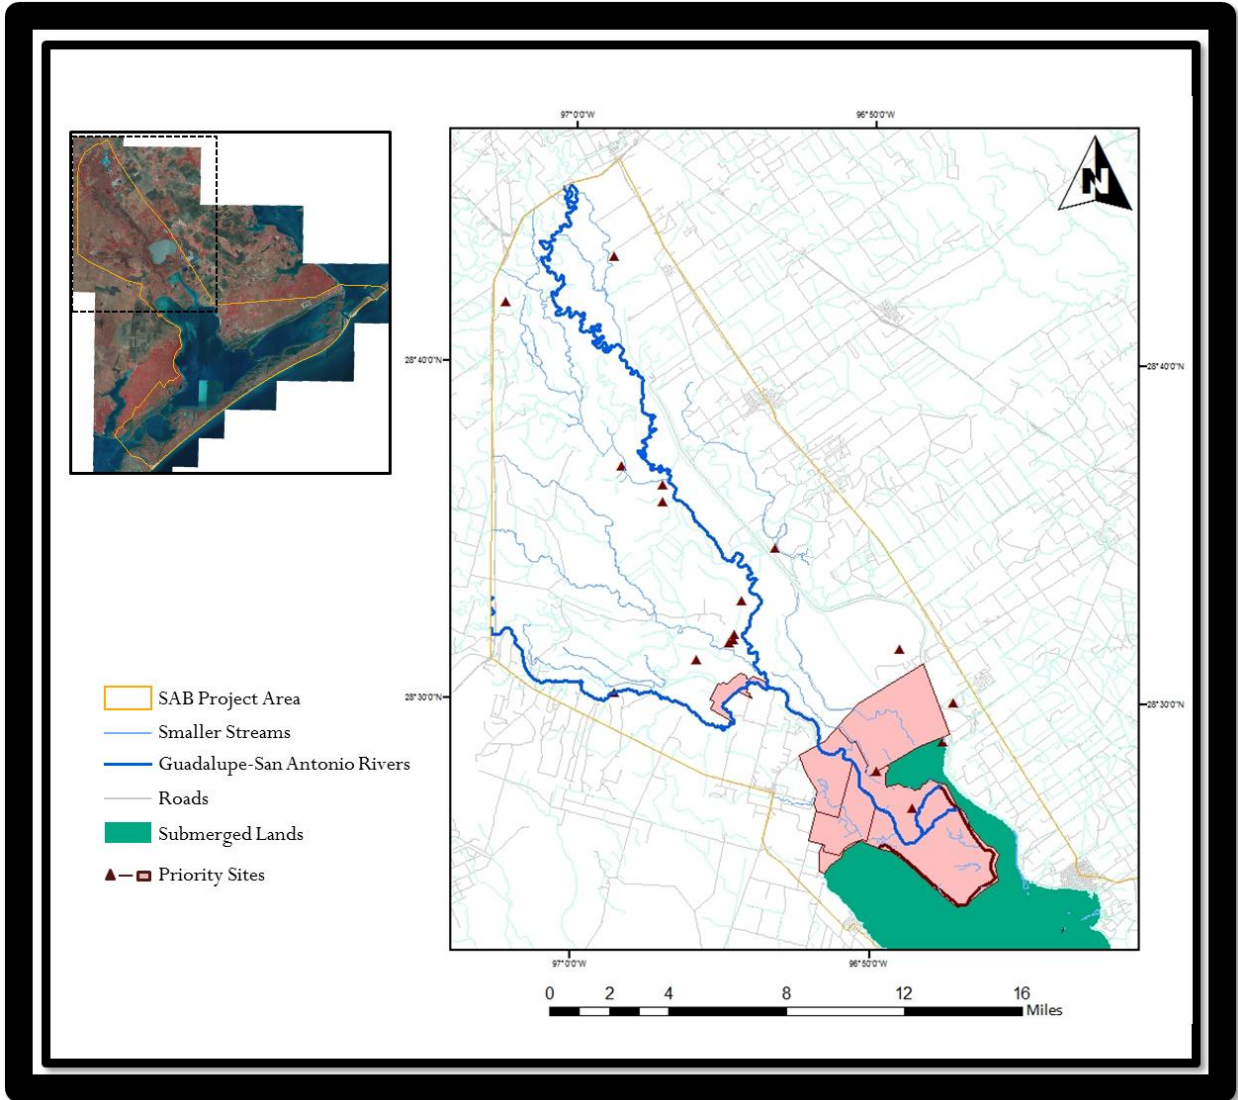 97°0'0"W
96°50'0"W
N
28°40'0"N
28°40'0"N
28°30'0"N
28°30'0"N
SAB Project Area
Smaller Streams
Guadalupe-San Antonio Rivers
Roads
Submerged Lands
Priority Sites
97°0'0"W
96°50'0"W
0 2 4 8 12 16
Miles